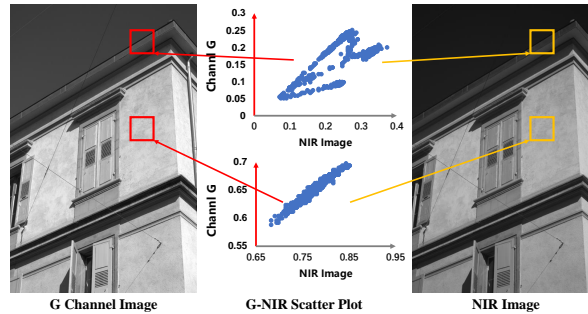 0.3
0.25
0.2
0.15
0.1
0.05
0
Channl G
0 0.1 0.2 0.3 0.4
NIR Image
0.7
0.65
0.6
0.55
Channl G
0.65 0.75 0.85 0.95
NIR Image
G Channel Image G-NIR Scatter Plot NIR Image